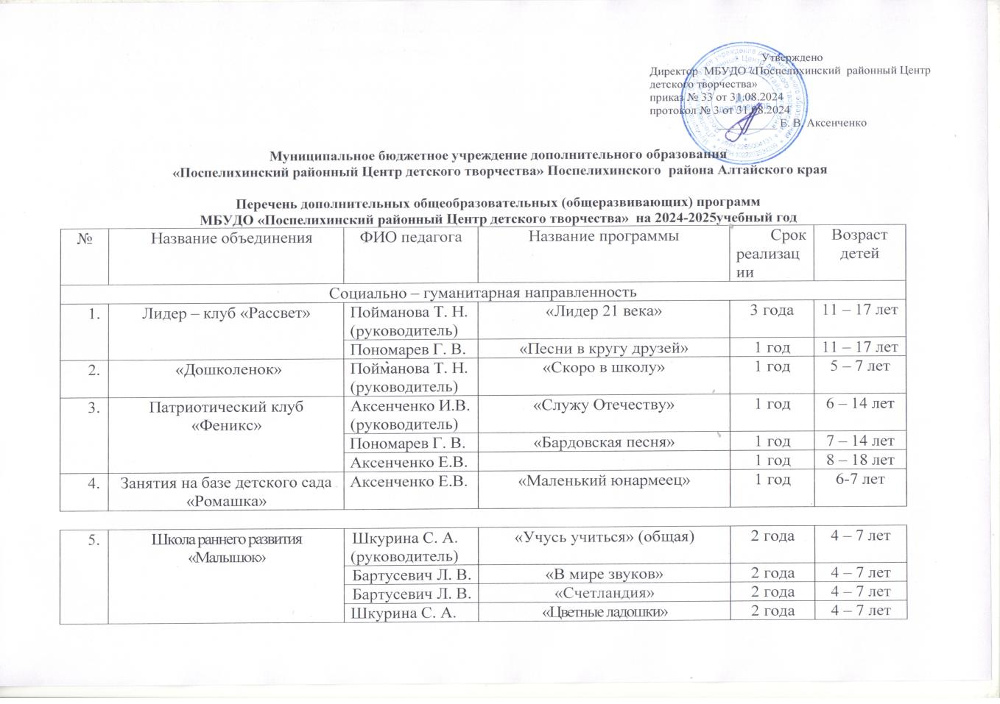 Утверждено
Директор МБУДО «Поспелихинский районный Центр
детского творчества»
приказ № 33 от 31.08.2024
протокол № 3 от 31.08.2024
Е. В. Аксенченко
Муниципальное бюджетное учреждение дополнительного образования
«Поспелихинский районный Центр детского творчества» Поспелихинского района Алтайского края
Перечень дополнительных общеобразовательных (общеразвивающих) программ
МБУДО «Поспелихинский районный Центр детского творчества» на 2024-2025учебный год
№ Название объединения ФИО педагога Название программы Срок Возраст
реализац детей
ии
Социально – гуманитарная направленность
1. Лидер – клуб «Рассвет» Пойманова Т. Н. «Лидер 21 века» 3 года 11 – 17 лет
(руководитель)
Пономарев Г. В. «Песни в кругу друзей» 1 год 11 – 17 лет
2. «Дошколенок» Пойманова Т. Н. «Скоро в школу» 1 год 5 – 7 лет
(руководитель)
3. Патриотический клуб Аксенченко И.В. «Служу Отечеству» 1 год 6 – 14 лет
«Феникс» (руководитель)
Пономарев Г. В. «Бардовская песня» 1 год 7 – 14 лет
Аксенченко Е.В. 1 год 8 – 18 лет
4. Занятия на базе детского сада Аксенченко Е.В. «Маленький юнармеец» 1 год 6-7 лет
«Ромашка»
5. Школа раннего развития Шкурина С. А. «Учусь учиться» (общая) 2 года 4 – 7 лет
«Малышок» (руководитель)
Бартусевич Л. В. «В мире звуков» 2 года 4 – 7 лет
Бартусевич Л. В. «Счетландия» 2 года 4 – 7 лет
Шкурина С. А. «Цветные ладошки» 2 года 4 – 7 лет